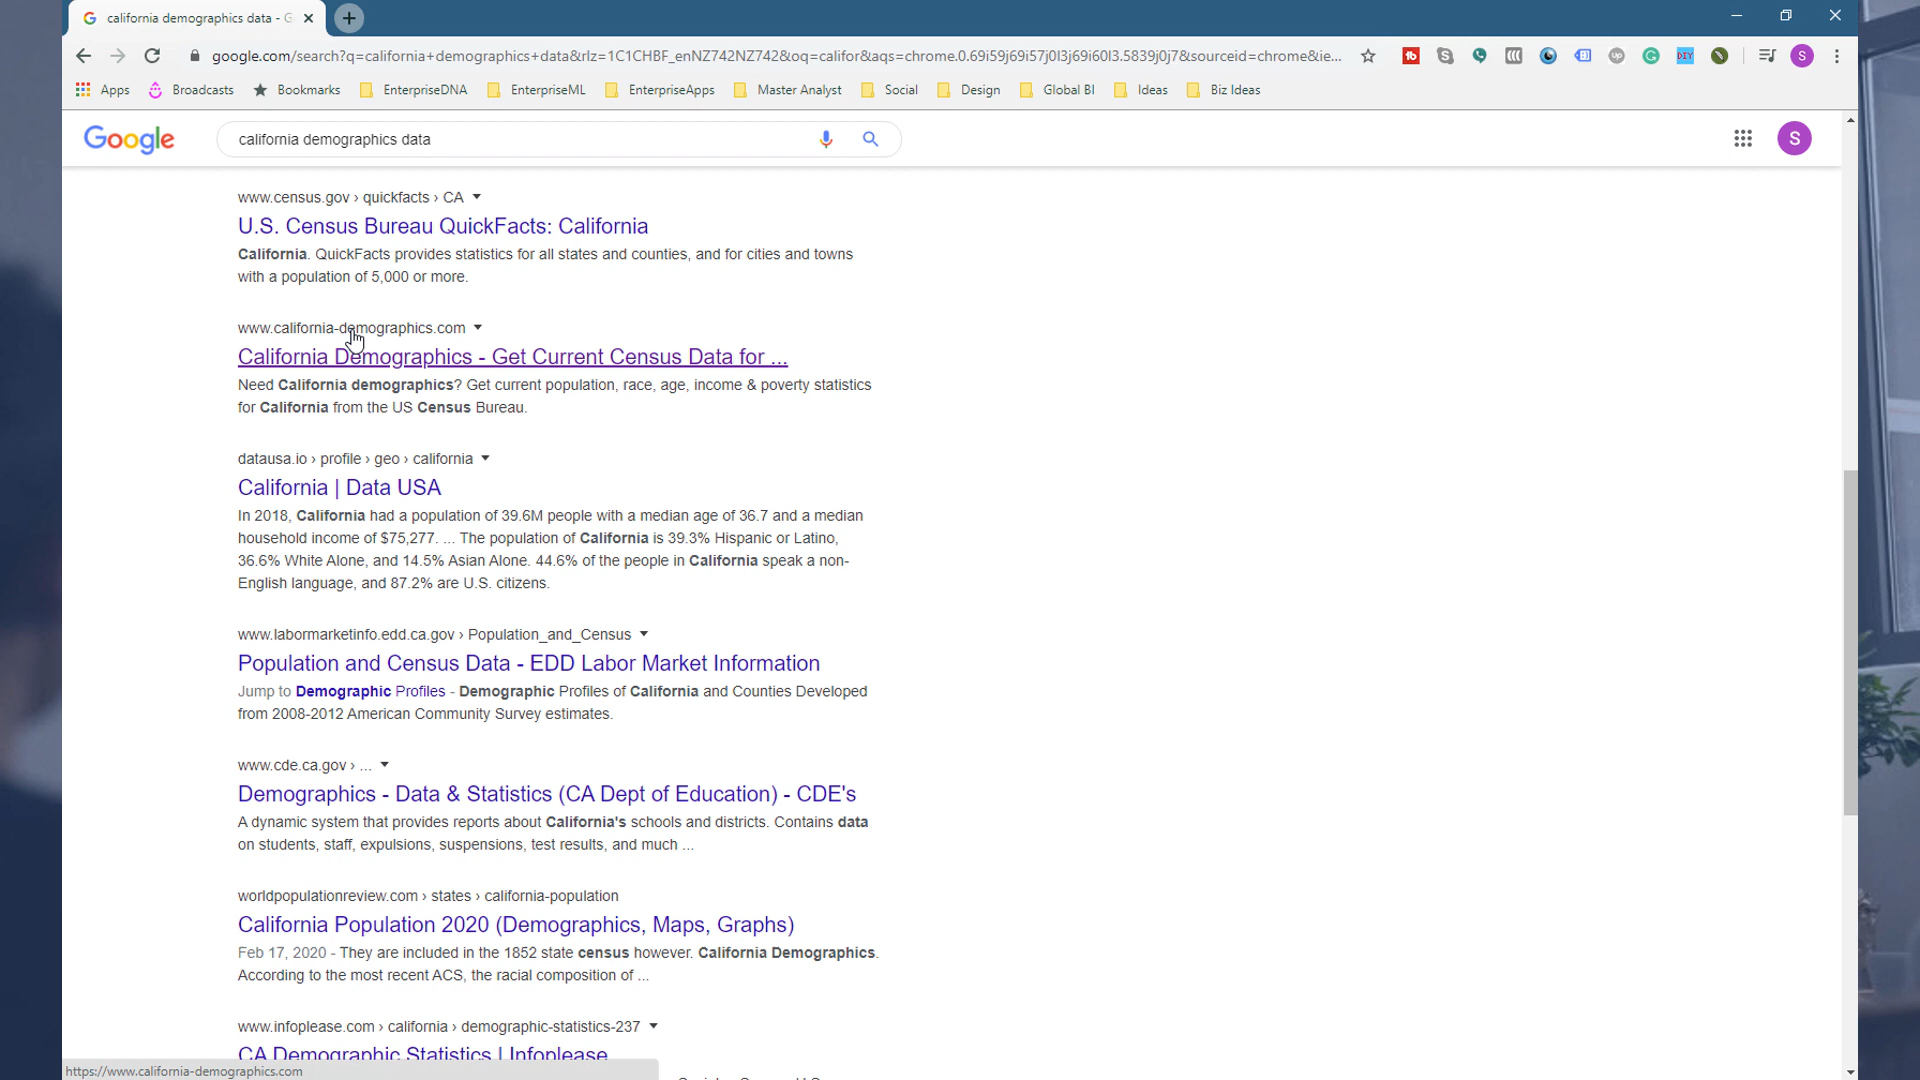 california demographics data - G
google.com/search?q=california+demographics+data&rlz=1C1CHBF_enNZ742NZ742&oq=califor&aqs=chrome.0.69i59j69i57j0l3j69i60l3.5839j0j7&sourceid=chrome&ie...
Apps Broadcasts Bookmarks EnterpriseDNA EnterpriseML EnterpriseApps Master Analyst Social Design Global BI Ideas Biz Ideas
Google california demographics data S
www.census.gov › quickfacts › CA
U.S. Census Bureau QuickFacts: California
California. QuickFacts provides statistics for all states and counties, and for cities and towns
with a population of 5,000 or more.
www.california-demographics.com
California Demographics - Get Current Census Data for ...
Need California demographics? Get current population, race, age, income & poverty statistics
for California from the US Census Bureau.
datausa.io › profile › geo › california
California | Data USA
In 2018, California had a population of 39.6M people with a median age of 36.7 and a median
household income of $75,277. ... The population of California is 39.3% Hispanic or Latino,
36.6% White Alone, and 14.5% Asian Alone. 44.6% of the people in California speak a non-
English language, and 87.2% are U.S. citizens.
www.labormarketinfo.edd.ca.gov › Population_and_Census
Population and Census Data - EDD Labor Market Information
Jump to Demographic Profiles - Demographic Profiles of California and Counties Developed
from 2008-2012 American Community Survey estimates.
www.cde.ca.gov › ...
Demographics - Data & Statistics (CA Dept of Education) - CDE's
A dynamic system that provides reports about California's schools and districts. Contains data
on students, staff, expulsions, suspensions, test results, and much ...
worldpopulationreview.com › states › california-population
California Population 2020 (Demographics, Maps, Graphs)
Feb 17, 2020 - They are included in the 1852 state census however. California Demographics.
According to the most recent ACS, the racial composition of ...
www.infoplease.com › california › demographic-statistics-237
CA Demographic Statistics | Infoplease
https://www.california-demographics.com